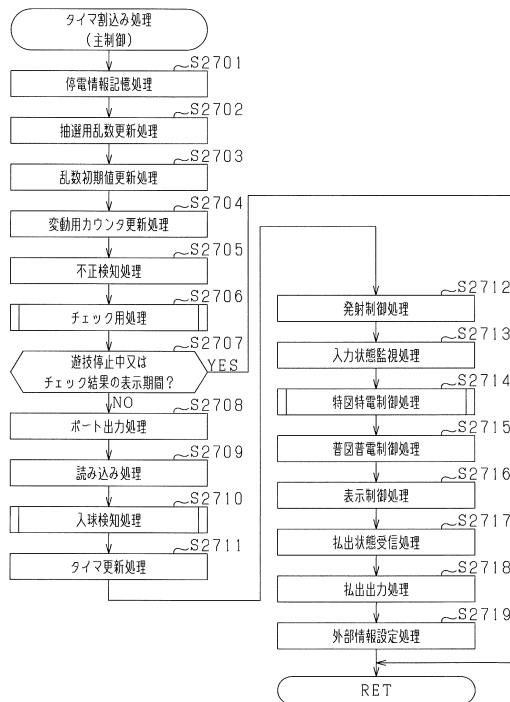 タイマ割込み処理
(主制御)
S2701
停電情報記憶処理
S2702
抽選用乱数更新処理
S2703
乱数初期値更新処理
S2704
変動用カウンタ更新処理
S2705
不正検知処理
S2706
チェック用処理
S2707
遊技停止中又は
チェック結果の表示期間?
YES
NO
S2708
ポート出力処理
S2709
読み込み処理
S2710
入球検知処理
S2711
タイマ更新処理
S2712
発射制御処理
S2713
入力状態監視処理
S2714
特図特電制御処理
S2715
普図普電制御処理
S2716
表示制御処理
S2717
払出状態受信処理
S2718
払出出力処理
S2719
外部情報設定処理
RET